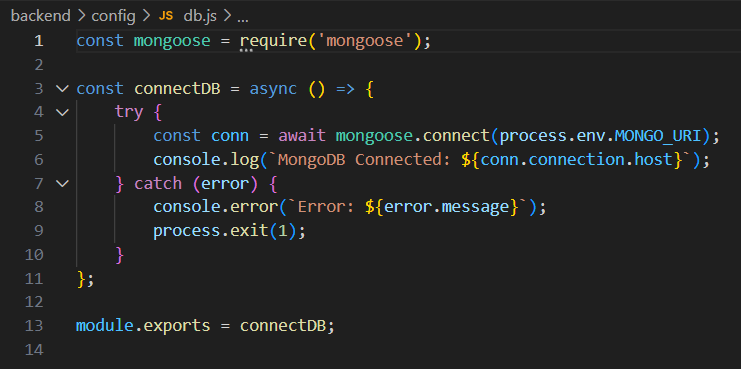 backend > config > JS db.js > ...
1 const mongoose = require('mongoose');
2
3 const connectDB = async () => {
4     try {
5         const conn = await mongoose.connect(process.env.MONGO_URI);
6         console.log(`MongoDB Connected: ${conn.connection.host}`);
7     } catch (error) {
8         console.error(`Error: ${error.message}`);
9         process.exit(1);
10     }
11 };
12
13 module.exports = connectDB;
14